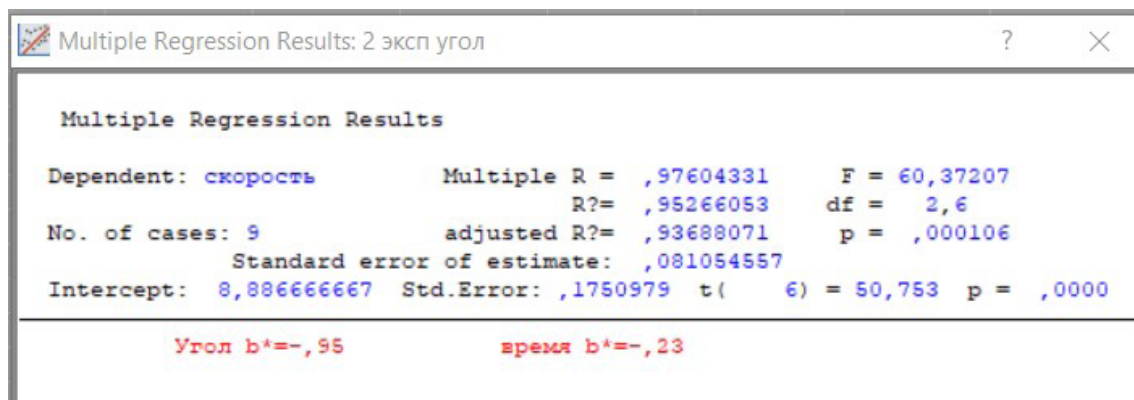 Multiple Regression Results: 2 эксп угол ? ×
Multiple Regression Results
Dependent: скорость Multiple R = ,97604331 F = 60,37207
R?= ,95266053 df = 2,6
No. of cases: 9 adjusted R?= ,93688071 p = ,000106
Standard error of estimate: ,081054557
Intercept: 8,886666667 Std.Error: ,1750979 t( 6) = 50,753 p = ,0000
Угол b*=-,95 время b*=-,23